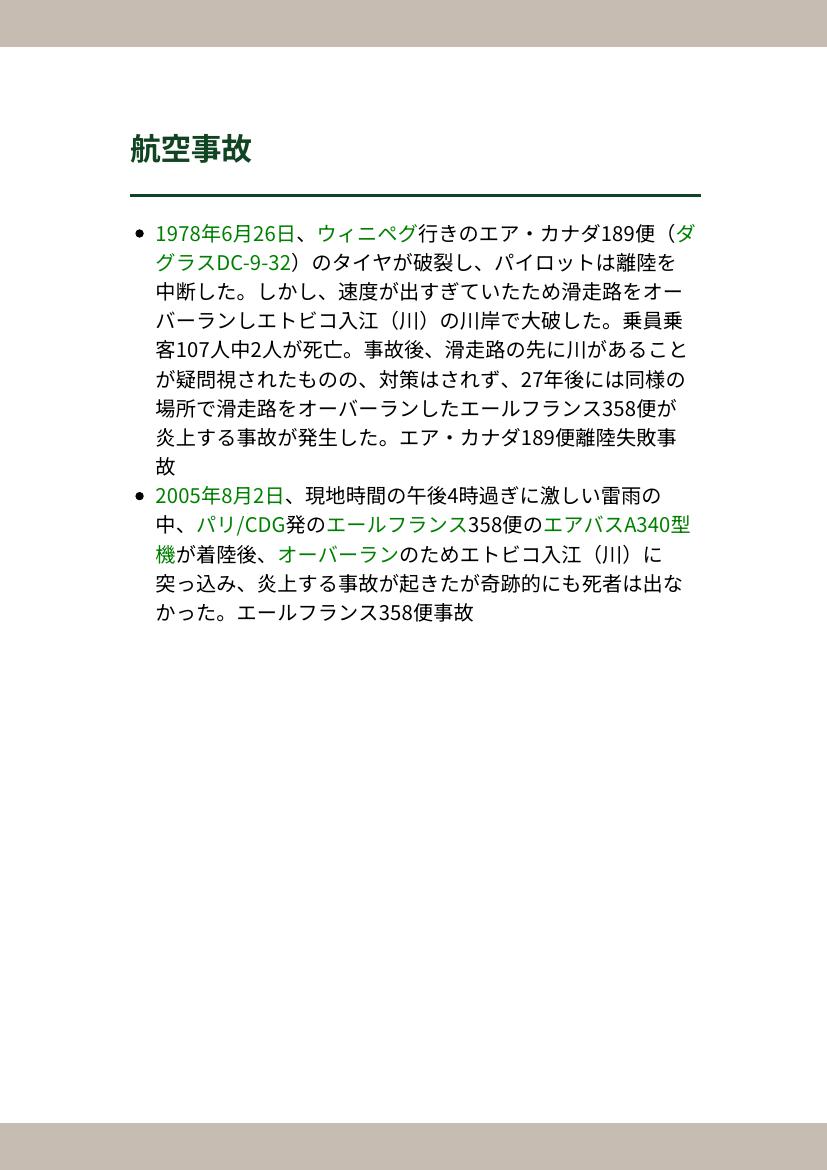 航空事故
1978年6月26日、ウィニペグ行きのエア・カナダ189便（ダ
グラスDC-9-32）のタイヤが破裂し、パイロットは離陸を
中断した。しかし、速度が出すぎていたため滑走路をオー
バーランしエトビコ入江（川）の川岸で大破した。乗員乗
客107人中2人が死亡。事故後、滑走路の先に川があること
が疑問視されたものの、対策はされず、27年後には同様の
場所で滑走路をオーバーランしたエールフランス358便が
炎上する事故が発生した。エア・カナダ189便離陸失敗事
故
2005年8月2日、現地時間の午後4時過ぎに激しい雷雨の
中、パリ/CDG発のエールフランス358便のエアバスA340型
機が着陸後、オーバーランのためエトビコ入江（川）に
突っ込み、炎上する事故が起きたが奇跡的にも死者は出な
かった。エールフランス358便事故